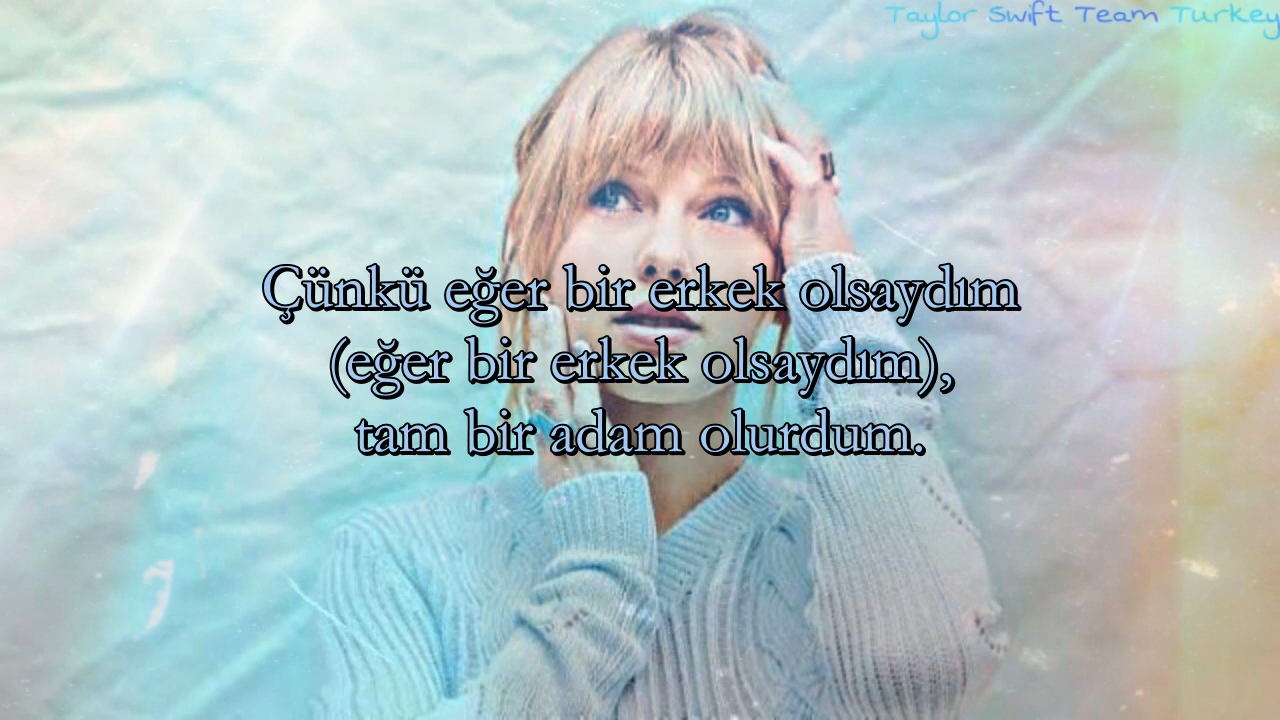 Taylor Swift Team Turkey
Çünkü eğer bir erkek olsaydım
(eğer bir erkek olsaydım),
tam bir adam olurdum.